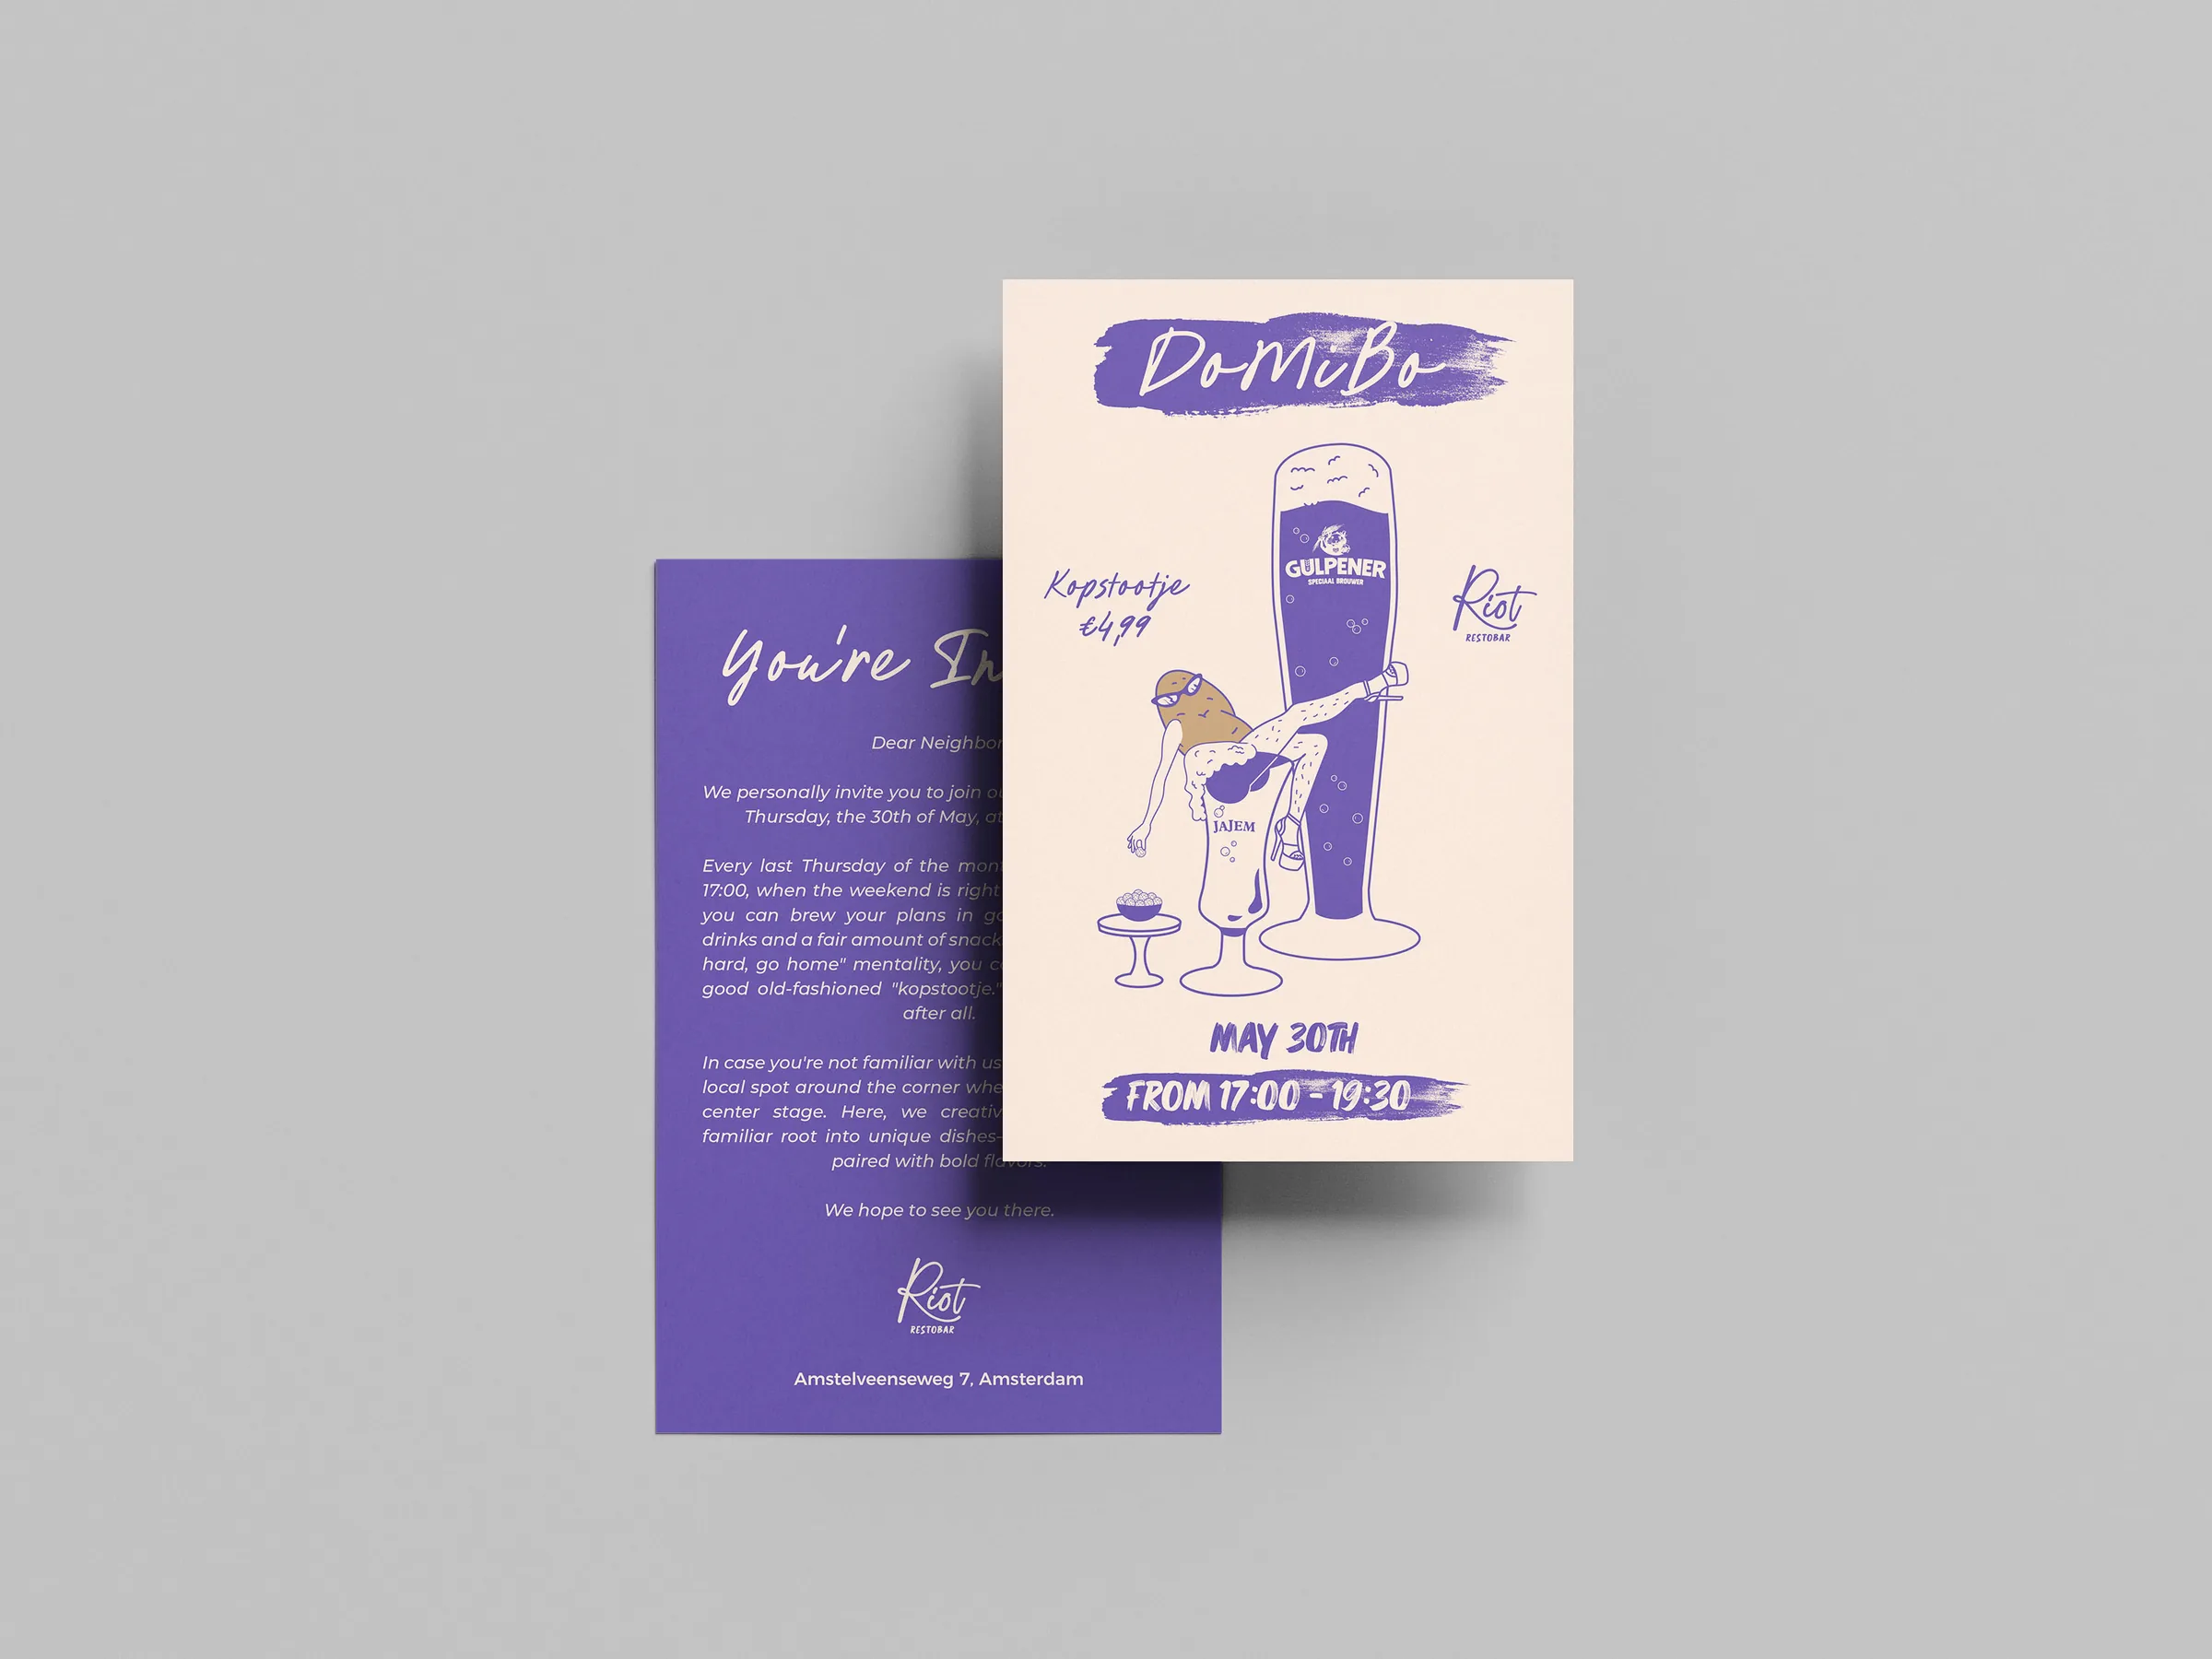 DoMiBo
GULPENER
SPECIAAL BROUWER
Kopstootje
€4,99
Riot
RESTOBAR
JAJEM
MAY 30TH
FROM 17:00 - 19:30
You're
Dear Neighbor
We personally invite you to join
Thursday, the 30th of May, at
Every last Thursday of the
17:00, when the weekend is right
you can brew your plans in
drinks and a fair amount of
hard, go home" mentality, you
good old-fashioned "kopstootje."
after all.
In case you're not familiar with us
local spot around the corner
center stage. Here, we
familiar root into unique dishes—
paired with bold flavors.
We hope to see you there.
Riot
RESTOBAR
Amstelveenseweg 7, Amsterdam